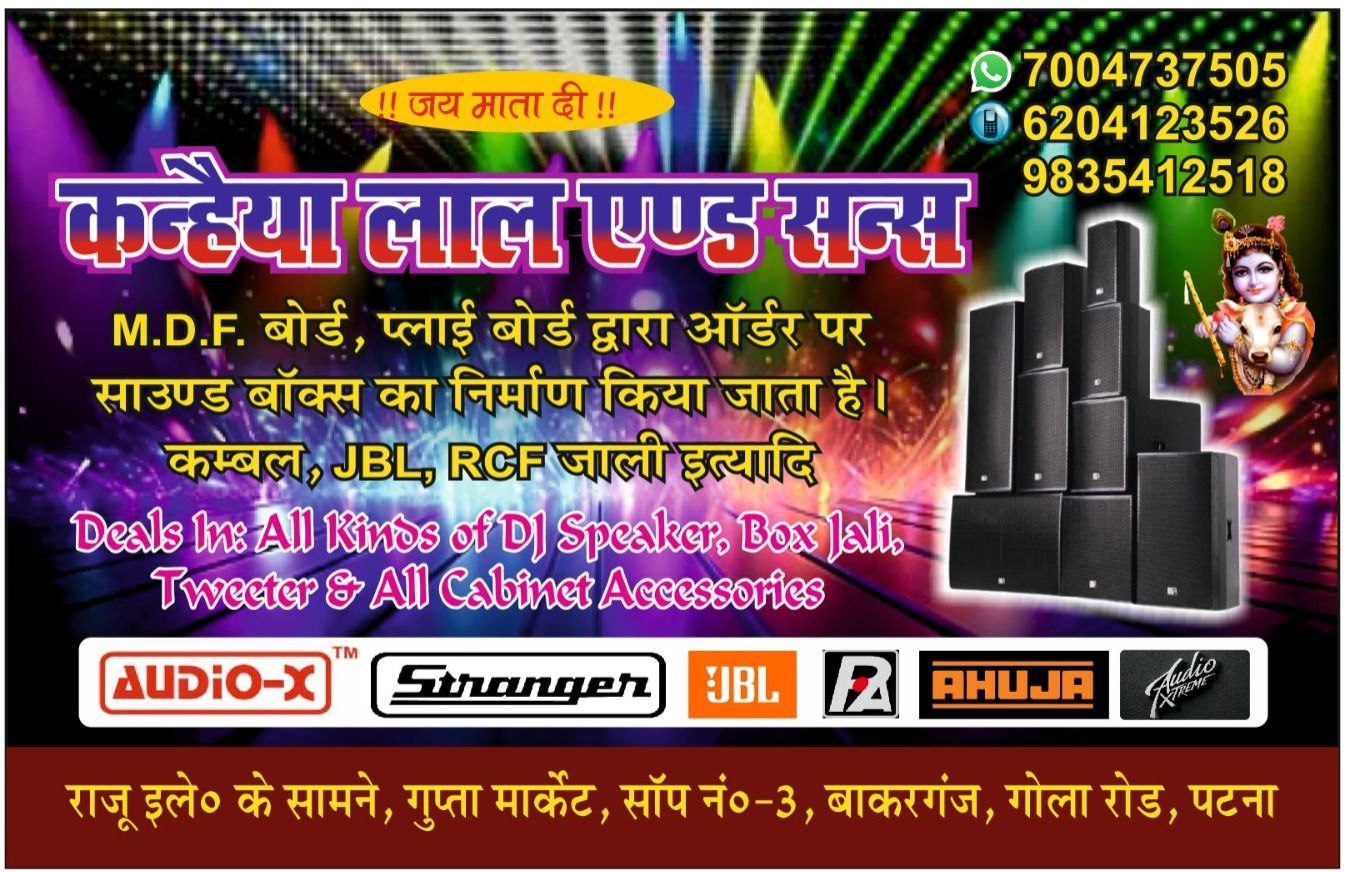 !! जय माता दी !!
7004737505
6204123526
9835412518
कन्हैया लाल एण्ड सन्स
M.D.F. बोर्ड, प्लाई बोर्ड द्वारा ऑर्डर पर
साउण्ड बॉक्स का निर्माण किया जाता है।
कम्बल, JBL, RCF जाली इत्यादि
Deals In: All Kinds of DJ Speaker, Box Jali,
Tweeter & All Cabinet Accessories
AUDiO-X™ Stranger JBL PA AHUJA Audio XTREME
राजू इले० के सामने, गुप्ता मार्केट, सॉप नं०-3, बाकरगंज, गोला रोड, पटना